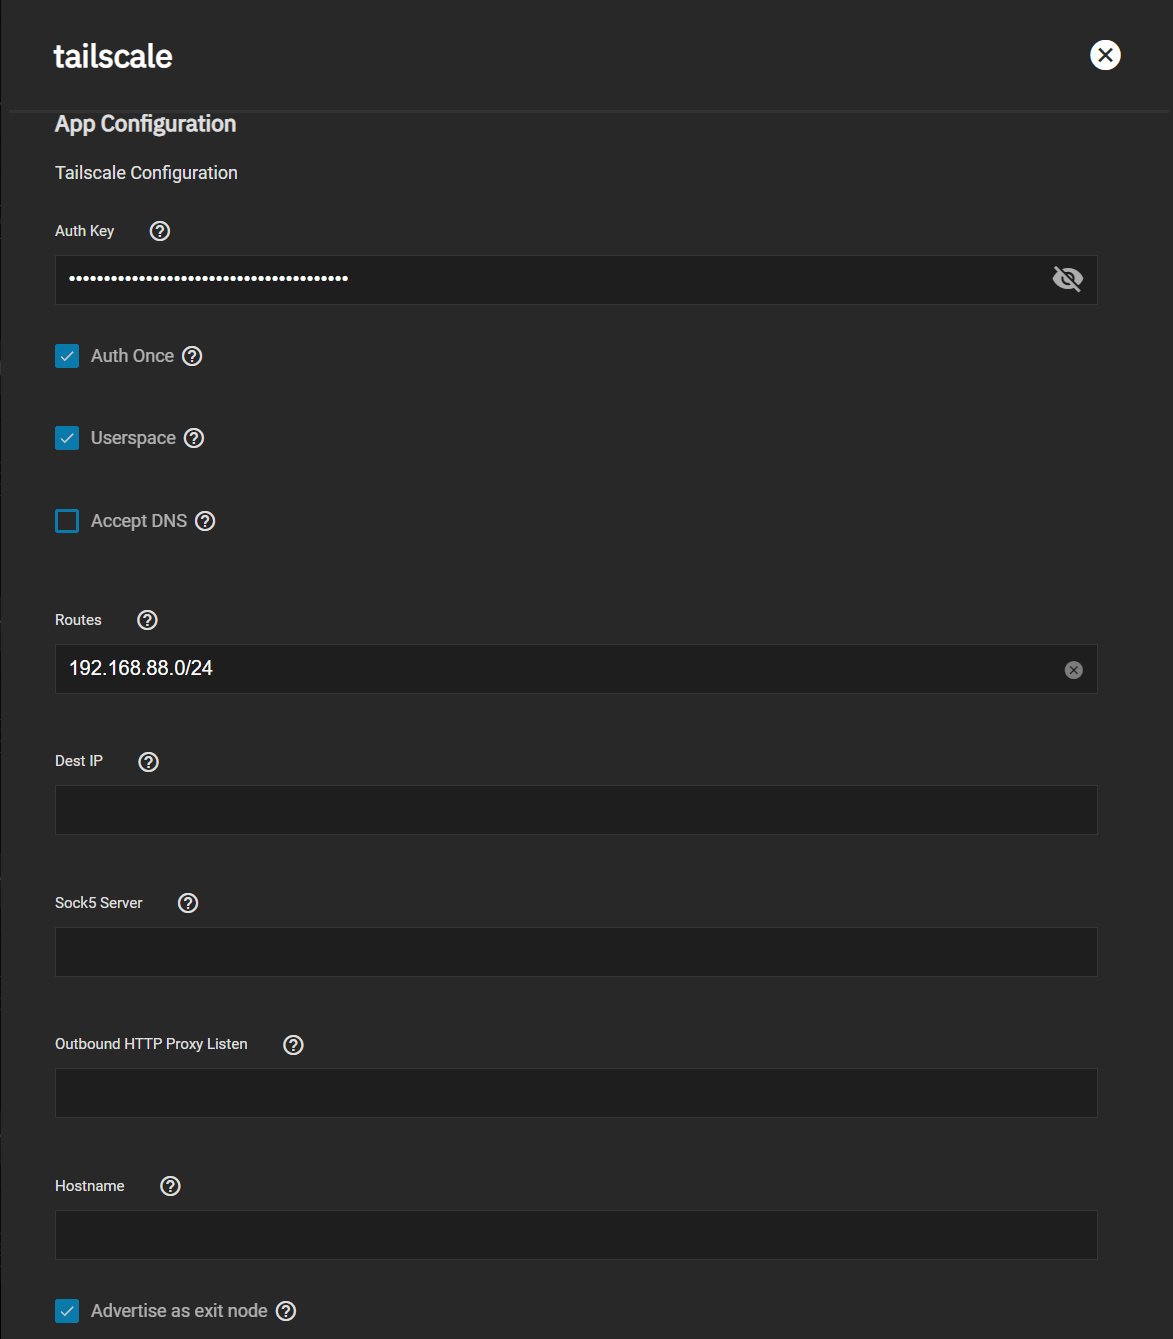 tailscale
App Configuration
Tailscale Configuration
Auth Key
••••••••••••••••••••••••••••••••••••••••
Auth Once
Userspace
Accept DNS
Routes
192.168.88.0/24
Dest IP
Sock5 Server
Outbound HTTP Proxy Listen
Hostname
Advertise as exit node